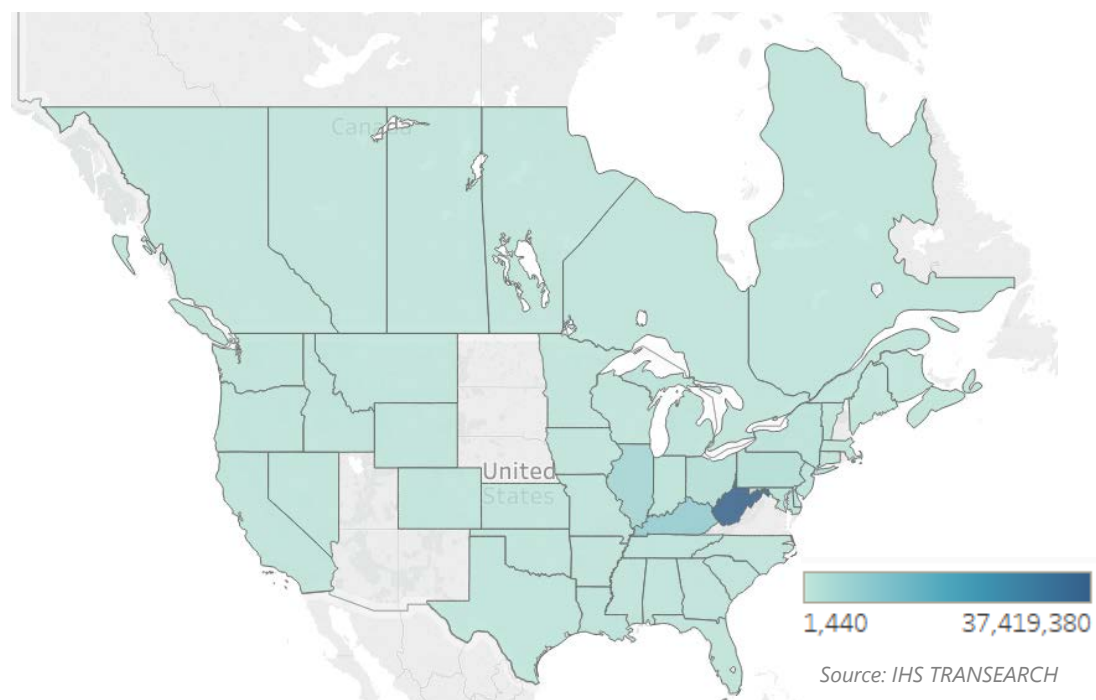 Canada
United
States
1,440 37,419,380
Source: IHS TRANSEARCH